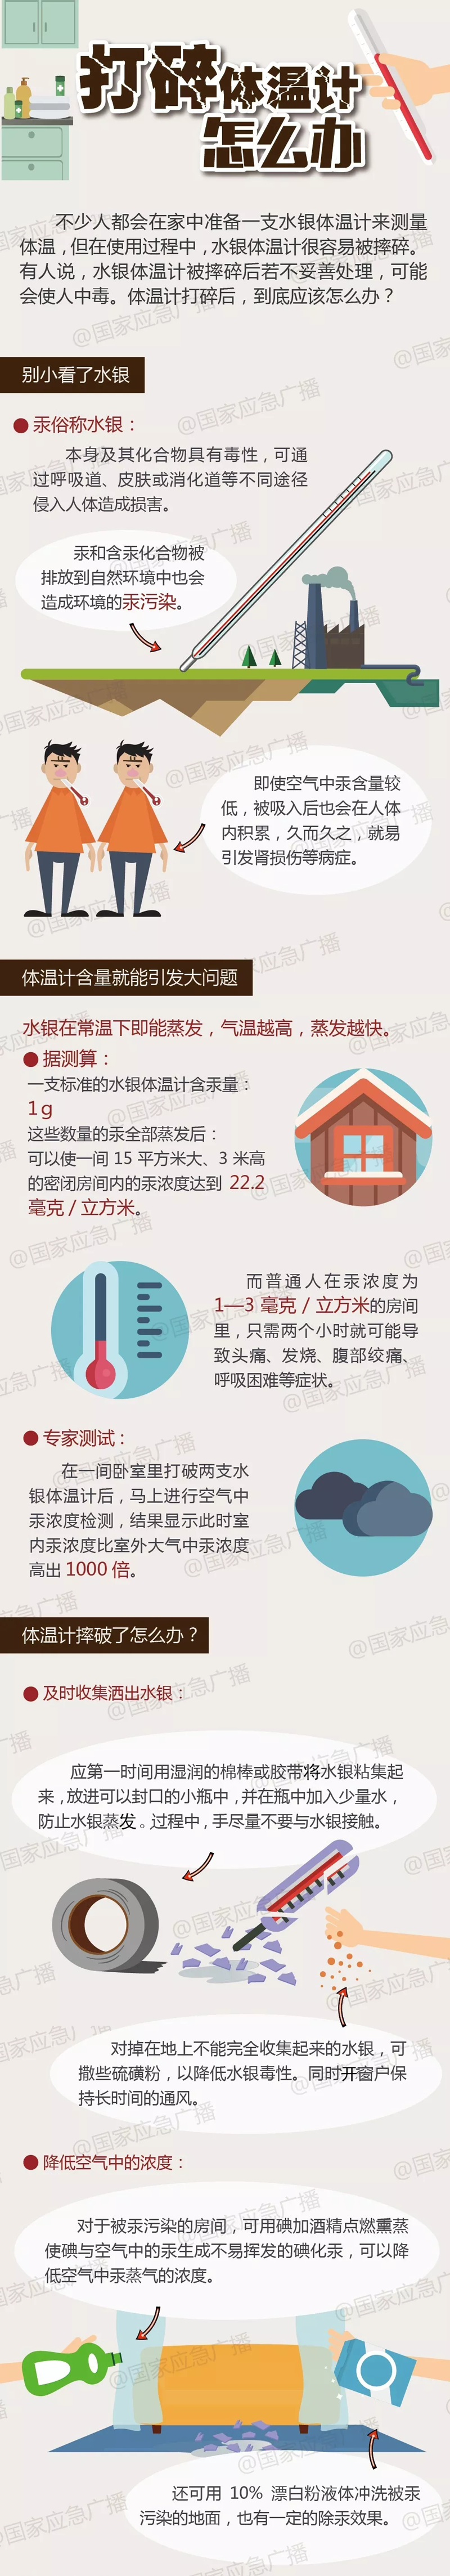 打碎体温计
怎么办
不少人都会在家中准备一支水银体温计来测量
体温，但在使用过程中，水银体温计很容易被摔碎。
有人说，水银体温计被摔碎后若不妥善处理，可能
会使人中毒。体温计打碎后，到底应该怎么办？
@国家应急广播
别小看了水银
汞俗称水银：
本身及其化合物具有毒性，可通
过呼吸道、皮肤或消化道等不同途径
侵入人体造成损害。
汞和含汞化合物被
排放到自然环境中也会
造成环境的汞污染。
即使空气中汞含量较
低，被吸入后也会在人体
内积累，久而久之，就易
引发肾损伤等病症。
体温计含量就能引发大问题
水银在常温下即能蒸发，气温越高，蒸发越快。
据测算：
一支标准的水银体温计含汞量：
1g
这些数量的汞全部蒸发后：
可以使一间 15 平方米大、3 米高
的密闭房间内的汞浓度达到 22.2
毫克 / 立方米。
而普通人在汞浓度为
1—3 毫克 / 立方米的房间
里，只需两个小时就可能导
致头痛、发烧、腹部绞痛、
呼吸困难等症状。
专家测试：
在一间卧室里打破两支水
银体温计后，马上进行空气中
汞浓度检测，结果显示此时室
内汞浓度比室外大气中汞浓度
高出 1000 倍。
体温计摔破了怎么办？
及时收集洒出水银：
应第一时间用湿润的棉棒或胶带将水银粘集起
来，放进可以封口的小瓶中，并在瓶中加入少量水，
防止水银蒸发。过程中，手尽量不要与水银接触。
对掉在地上不能完全收集起来的水银，可
撒些硫磺粉，以降低水银毒性。同时开窗户保
持长时间的通风。
降低空气中的浓度：
对于被汞污染的房间，可用碘加酒精点燃熏蒸
使碘与空气中的汞生成不易挥发的碘化汞，可以降
低空气中汞蒸气的浓度。
还可用 10% 漂白粉液体冲洗被汞
污染的地面，也有一定的除汞效果。